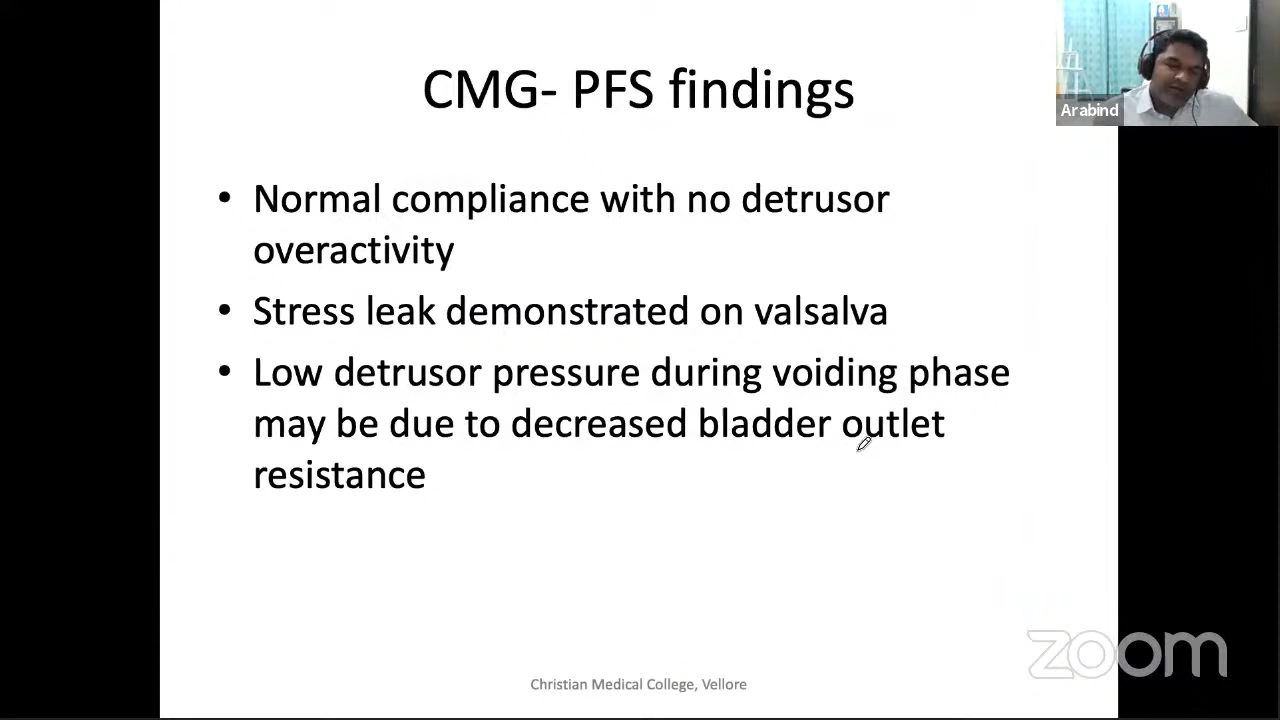 CMG- PFS findings
Arabind
• Normal compliance with no detrusor
overactivity
• Stress leak demonstrated on valsalva
• Low detrusor pressure during voiding phase
may be due to decreased bladder outlet
resistance
zoom
Christian Medical College, Vellore